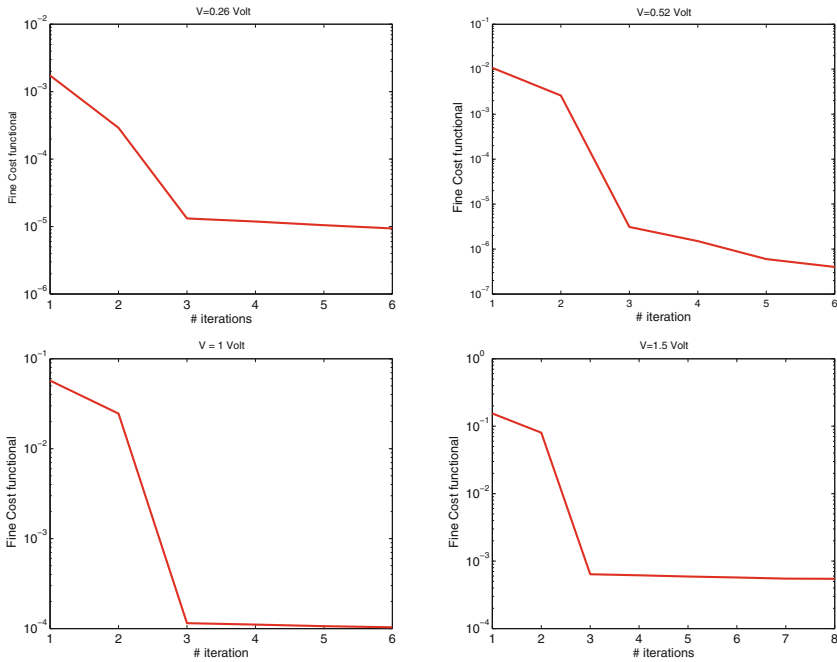 V=0.26 Volt
10⁻²
10⁻³
10⁻⁴
10⁻⁵
10⁻⁶
Fine Cost functional
1 2 3 4 5 6
# iterations
V=0.52 Volt
10⁻¹
10⁻²
10⁻³
10⁻⁴
10⁻⁵
10⁻⁶
10⁻⁷
Fine Cost functional
1 2 3 4 5 6
# iteration
V = 1 Volt
10⁻¹
10⁻²
10⁻³
10⁻⁴
Fine Cost functional
1 2 3 4 5 6
# iteration
V=1.5 Volt
10⁰
10⁻¹
10⁻²
10⁻³
10⁻⁴
Fine Cost functional
1 2 3 4 5 6 7 8
# iterations